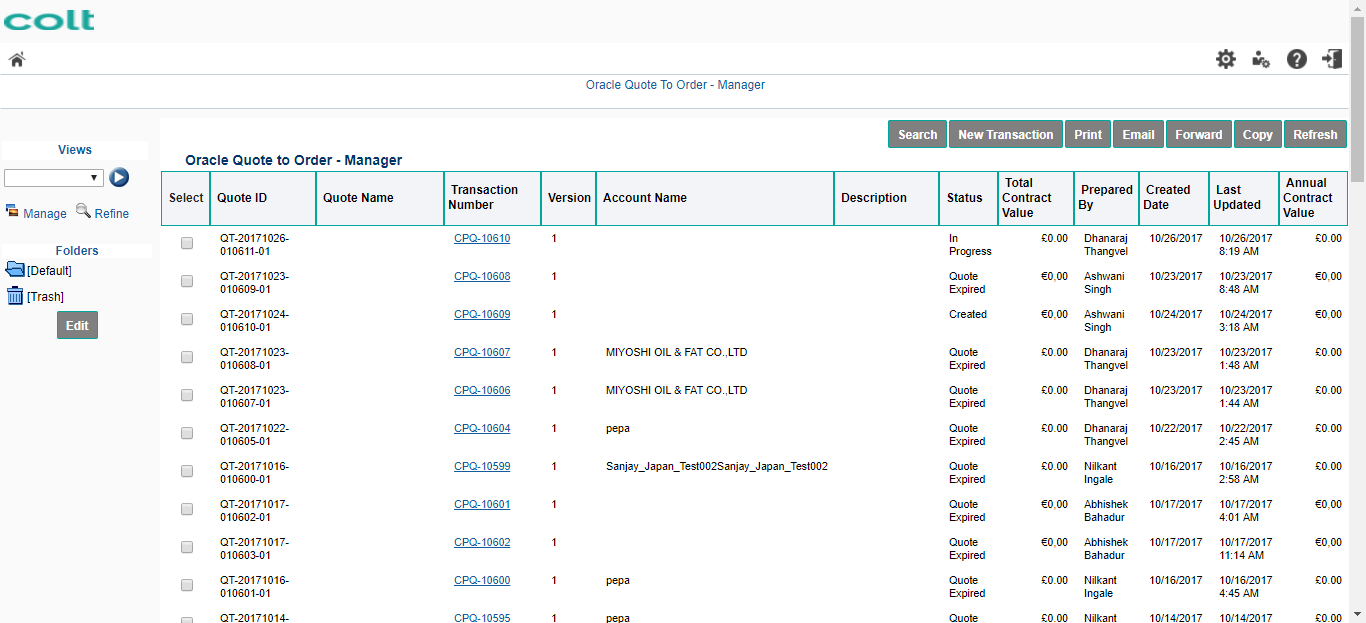 colt
Oracle Quote To Order - Manager
Search New Transaction Print Email Forward Copy Refresh
Views
Manage Refine
Folders
[Default]
[Trash]
Edit
Oracle Quote to Order - Manager
Select Quote ID Quote Name Transaction Number Version Account Name Description Status Total Contract Value Prepared By Created Date Last Updated Annual Contract Value
QT-20171026- CPQ-10610 1 In £0.00 Dhanaraj 10/26/2017 10/26/2017 £0.00
010611-01 Progress Thangvel 8:19 AM
QT-20171023- CPQ-10608 1 Quote €0,00 Ashwani 10/23/2017 10/23/2017 €0,00
010609-01 Expired Singh 8:48 AM
QT-20171024- CPQ-10609 1 Created €0,00 Ashwani 10/24/2017 10/24/2017 €0,00
010610-01 Singh 3:18 AM
QT-20171023- CPQ-10607 1 MIYOSHI OIL & FAT CO.,LTD Quote £0.00 Dhanaraj 10/23/2017 10/23/2017 £0.00
010608-01 Expired Thangvel 1:48 AM
QT-20171023- CPQ-10606 1 MIYOSHI OIL & FAT CO.,LTD Quote £0.00 Dhanaraj 10/23/2017 10/23/2017 £0.00
010607-01 Expired Thangvel 1:44 AM
QT-20171022- CPQ-10604 1 pepa Quote £0.00 Dhanaraj 10/22/2017 10/22/2017 £0.00
010605-01 Expired Thangvel 2:45 AM
QT-20171016- CPQ-10599 1 Sanjay_Japan_Test002Sanjay_Japan_Test002 Quote £0.00 Nilkant 10/16/2017 10/16/2017 £0.00
010600-01 Expired Ingale 2:58 AM
QT-20171017- CPQ-10601 1 Quote €0,00 Abhishek 10/17/2017 10/17/2017 €0,00
010602-01 Expired Bahadur 4:01 AM
QT-20171017- CPQ-10602 1 Quote €0,00 Abhishek 10/17/2017 10/17/2017 €0,00
010603-01 Expired Bahadur 11:14 AM
QT-20171016- CPQ-10600 1 pepa Quote £0.00 Nilkant 10/16/2017 10/16/2017 £0.00
010601-01 Expired Ingale 4:45 AM
QT-20171014- CPQ-10595 1 pepa Quote £0.00 Nilkant 10/14/2017 10/14/2017 £0.00